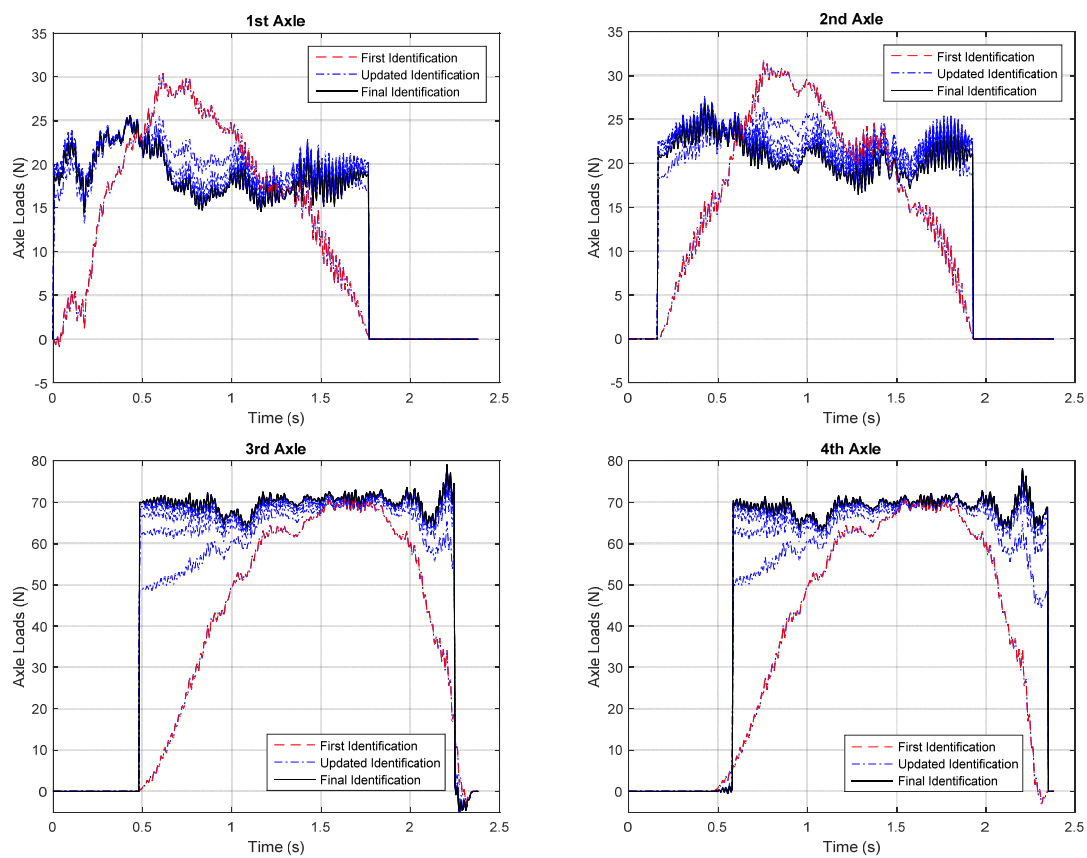 1st Axle
35
30
25
20
15
10
5
0
-5
Axle Loads (N)
First Identification
Updated Identification
Final Identification
0 0.5 1 1.5 2 2.5
Time (s)
2nd Axle
35
30
25
20
15
10
5
0
-5
Axle Loads (N)
First Identification
Updated Identification
Final Identification
0 0.5 1 1.5 2 2.5
Time (s)
3rd Axle
80
70
60
50
40
30
20
10
0
Axle Loads (N)
First Identification
Updated Identification
Final Identification
0 0.5 1 1.5 2 2.5
Time (s)
4th Axle
80
70
60
50
40
30
20
10
0
Axle Loads (N)
First Identification
Updated Identification
Final Identification
0 0.5 1 1.5 2 2.5
Time (s)